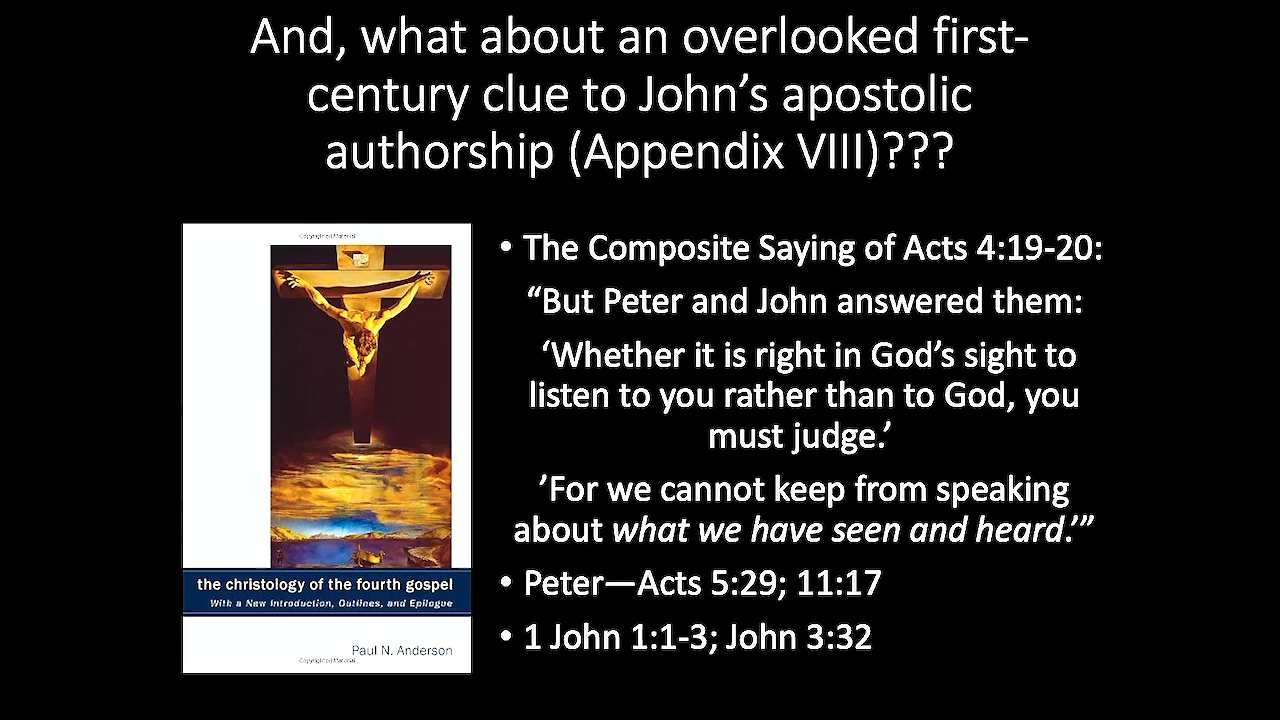 And, what about an overlooked first-
century clue to John’s apostolic
authorship (Appendix VIII)???
Copyrighted Material
the christology of the fourth gospel
With a New Introduction, Outlines, and Epilogue
Paul N. Anderson
Copyrighted Material
• The Composite Saying of Acts 4:19-20:
“But Peter and John answered them:
‘Whether it is right in God’s sight to
listen to you rather than to God, you
must judge.’
’For we cannot keep from speaking
about what we have seen and heard.’”
• Peter—Acts 5:29; 11:17
• 1 John 1:1-3; John 3:32